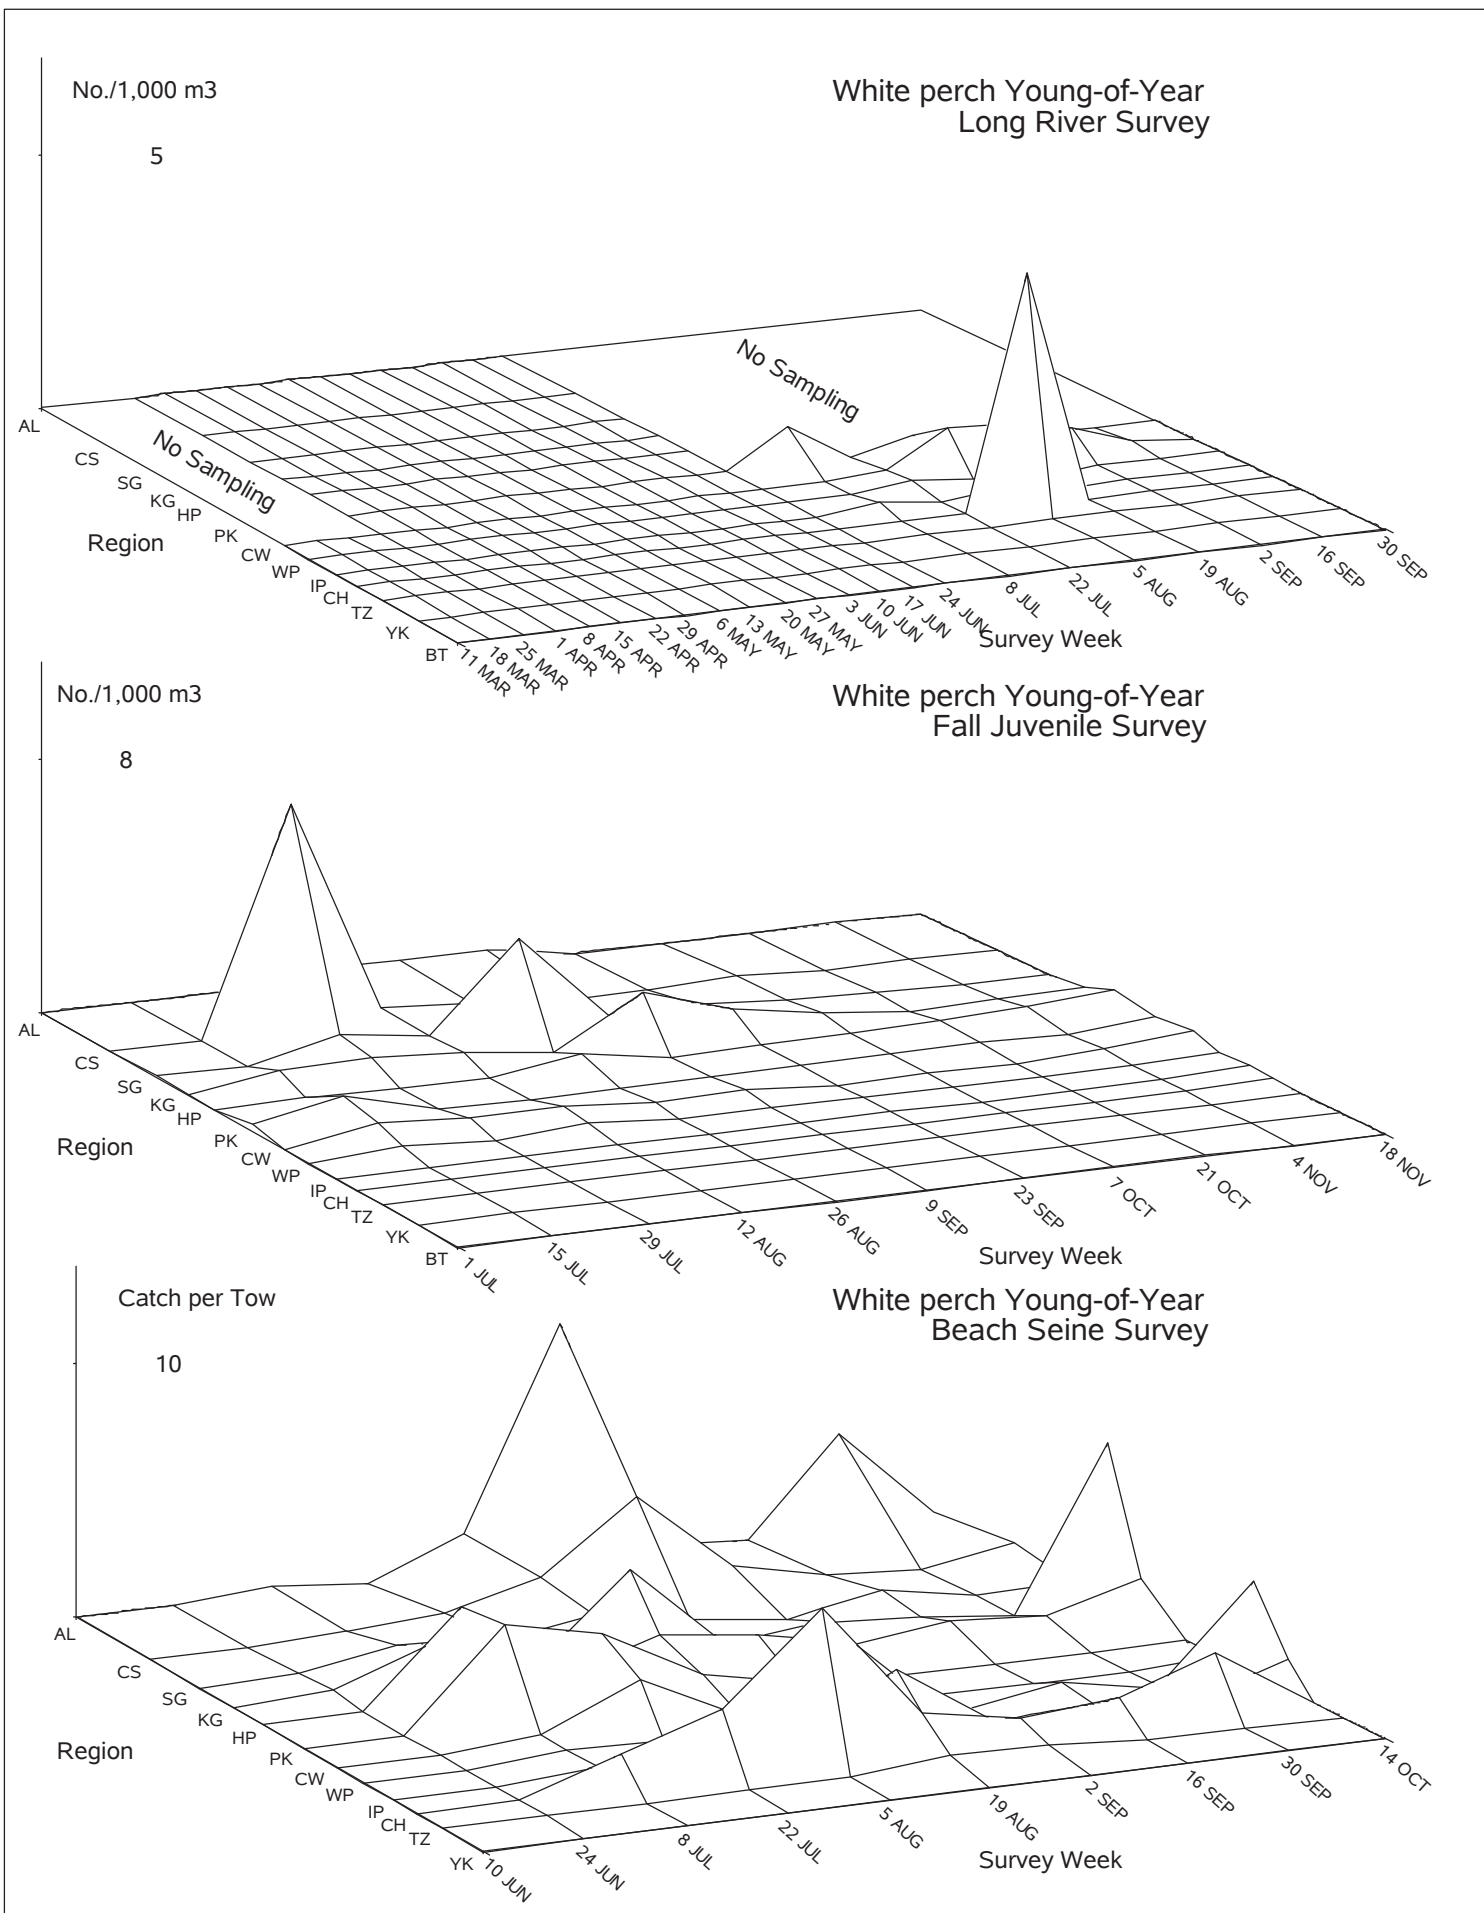 No./1,000 m3
White perch Young-of-Year
Long River Survey
5
No Sampling
No Sampling
AL
CS
SG
KG
HP
PK
CW
WP
IP
CH
TZ
YK
BT
Region
11 MAR
18 MAR
25 MAR
1 APR
8 APR
15 APR
22 APR
29 APR
6 MAY
13 MAY
20 MAY
27 MAY
3 JUN
10 JUN
17 JUN
24 JUN
8 JUL
22 JUL
5 AUG
19 AUG
2 SEP
16 SEP
30 SEP
Survey Week
No./1,000 m3
White perch Young-of-Year
Fall Juvenile Survey
8
AL
CS
SG
KG
HP
PK
CW
WP
IP
CH
TZ
YK
BT
Region
1 JUL
15 JUL
29 JUL
12 AUG
26 AUG
9 SEP
23 SEP
7 OCT
21 OCT
4 NOV
18 NOV
Survey Week
Catch per Tow
White perch Young-of-Year
Beach Seine Survey
10
AL
CS
SG
KG
HP
PK
CW
WP
IP
CH
TZ
YK
Region
10 JUN
24 JUN
8 JUL
22 JUL
5 AUG
19 AUG
2 SEP
16 SEP
30 SEP
14 OCT
Survey Week